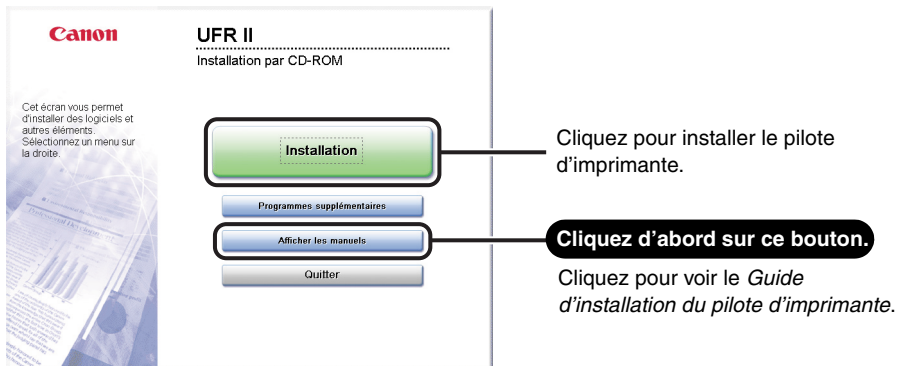 Canon
UFR II
Installation par CD-ROM
Cet écran vous permet
d'installer des logiciels et
autres éléments.
Sélectionnez un menu sur
la droite.
Installation
Programmes supplémentaires
Afficher les manuels
Quitter
Cliquez pour installer le pilote
d’imprimante.
Cliquez d’abord sur ce bouton.
Cliquez pour voir le Guide
d’installation du pilote d’imprimante.